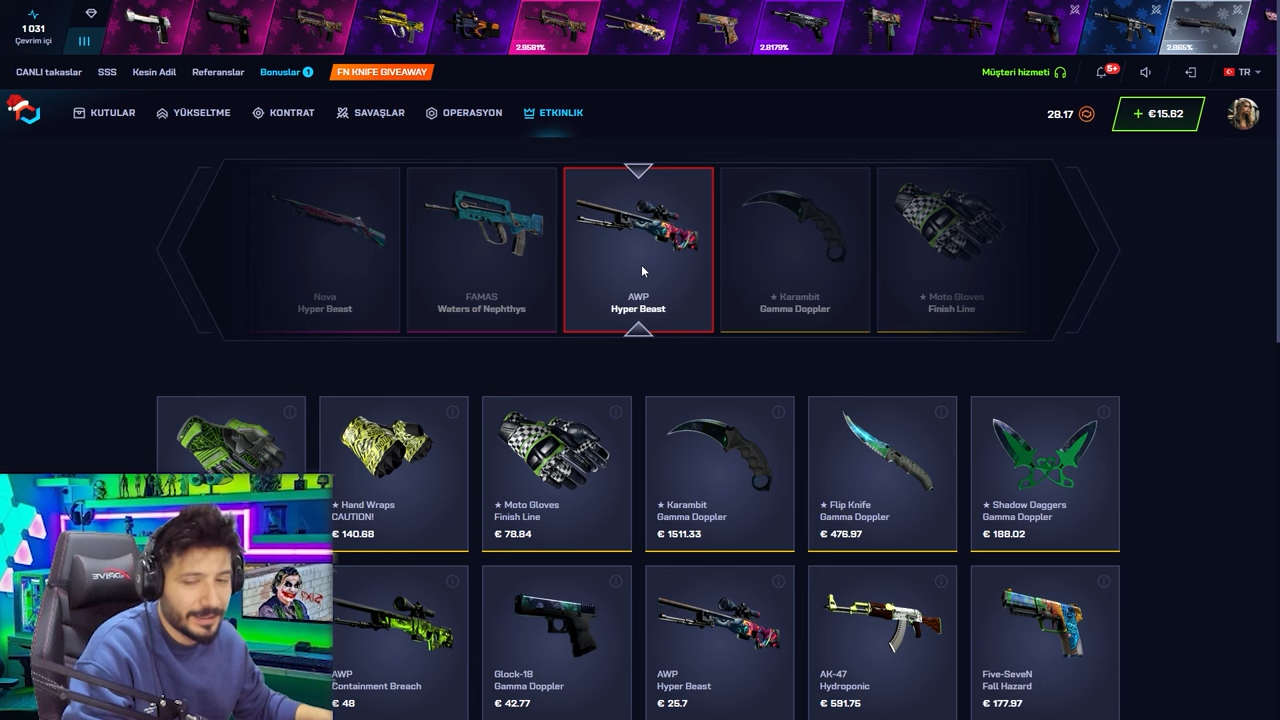 1 031
Çevrim içi
2.9581%
2.8179%
2.865%
CANLI takaslar
SSS
Kesin Adil
Referanslar
Bonuslar 1
FN KNIFE GIVEAWAY
Müşteri hizmeti
5+
TR
KUTULAR
YÜKSELTME
KONTRAT
SAVAŞLAR
OPERASYON
ETKINLIK
28.17
+ €15.62
Nova
Hyper Beast
FAMAS
Waters of Nephthys
AWP
Hyper Beast
★ Karambit
Gamma Doppler
★ Moto Gloves
Finish Line
★ Hand Wraps
CAUTION!
€ 140.68
★ Moto Gloves
Finish Line
€ 78.84
★ Karambit
Gamma Doppler
€ 1511.33
★ Flip Knife
Gamma Doppler
€ 476.97
★ Shadow Daggers
Gamma Doppler
€ 188.02
AWP
Containment Breach
€ 48
Glock-18
Gamma Doppler
€ 42.77
AWP
Hyper Beast
€ 25.7
AK-47
Hydroponic
€ 591.75
Five-SeveN
Fall Hazard
€ 177.97